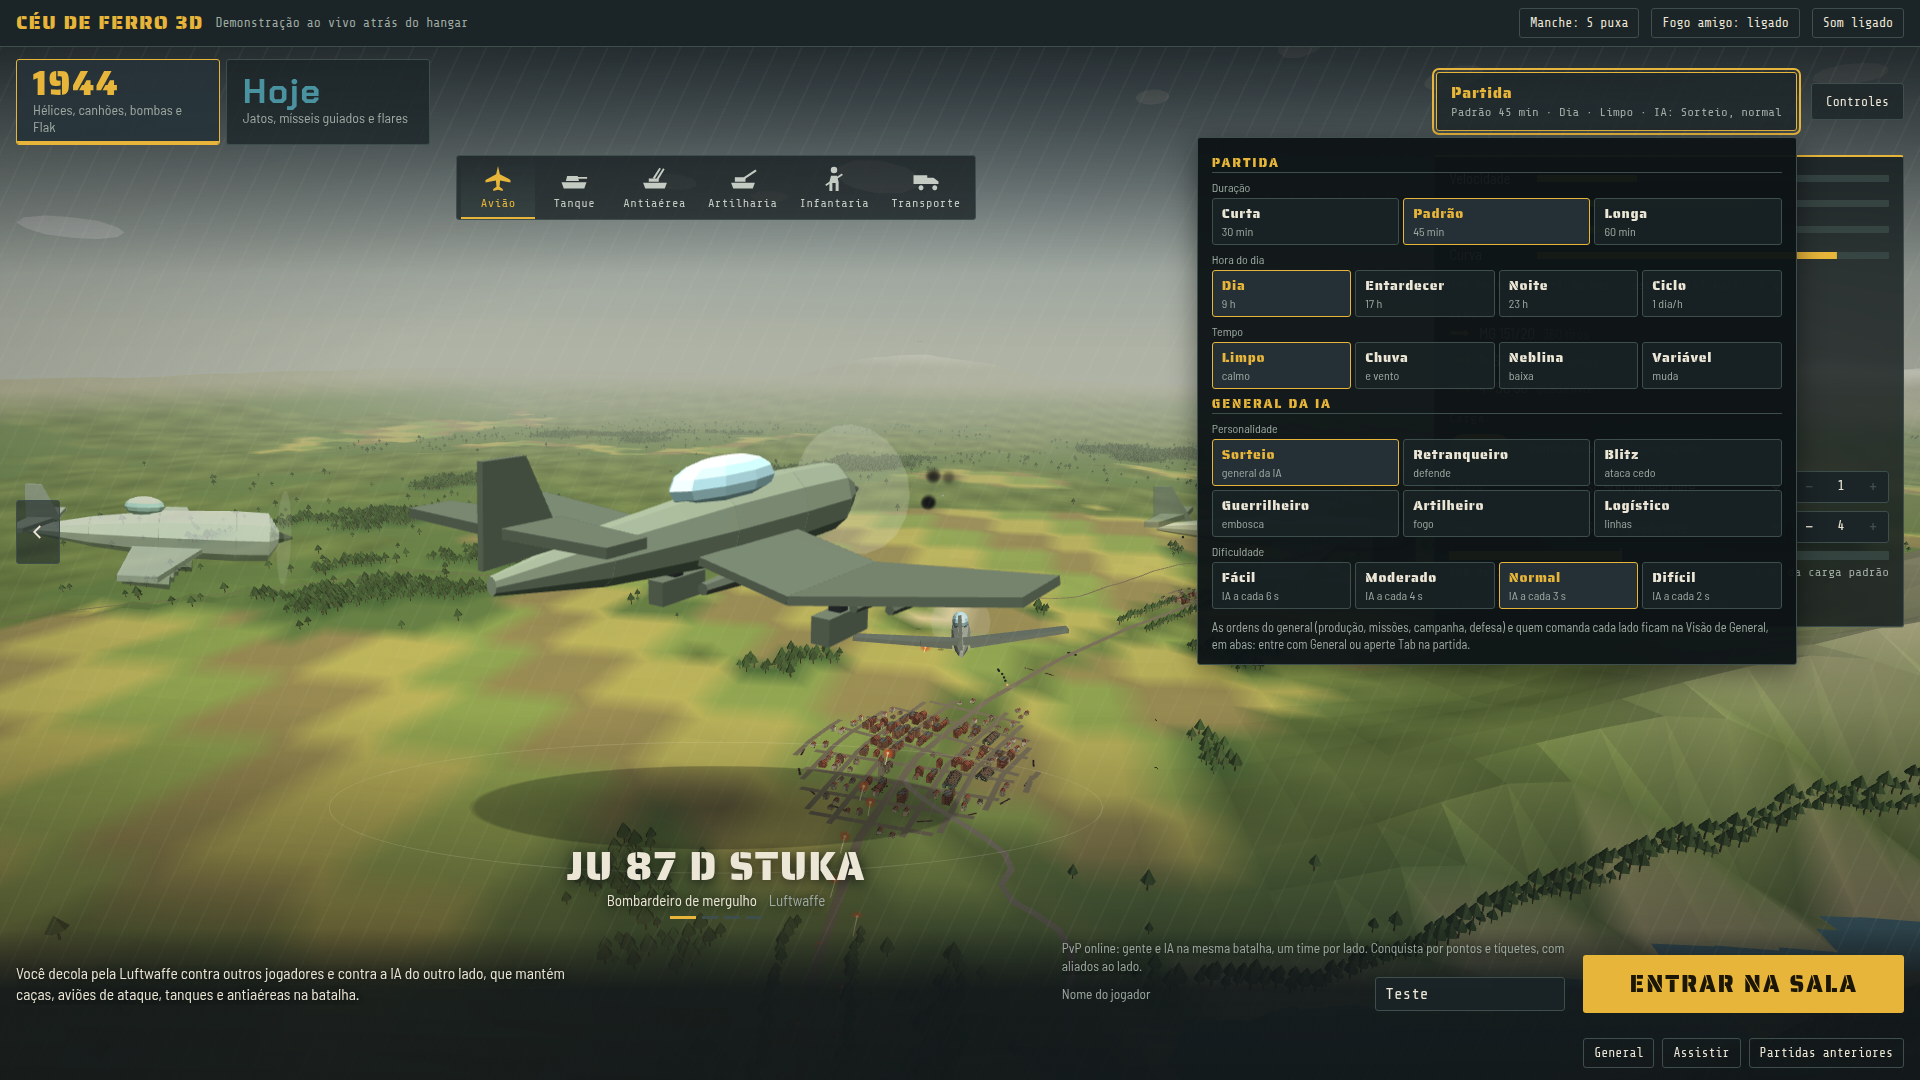 CÉU DE FERRO 3D
Demonstração ao vivo atrás do hangar
Manche: S puxa
Fogo amigo: ligado
Som ligado
1944
Hélices, canhões, bombas e
Flak
Hoje
Jatos, mísseis guiados e flares
Partida
Padrão 45 min · Dia · Limpo · IA: Sorteio, normal
Controles
Avião
Tanque
Antiaérea
Artilharia
Infantaria
Transporte
PARTIDA
Duração
Curta
30 min
Padrão
45 min
Longa
60 min
Hora do dia
Dia
9 h
Entardecer
17 h
Noite
23 h
Ciclo
1 dia/h
Tempo
Limpo
calmo
Chuva
e vento
Neblina
baixa
Variável
muda
GENERAL DA IA
Personalidade
Sorteio
general da IA
Retranqueiro
defende
Blitz
ataca cedo
Guerrilheiro
embosca
Artilheiro
fogo
Logístico
linhas
Dificuldade
Fácil
IA a cada 6 s
Moderado
IA a cada 4 s
Normal
IA a cada 3 s
Difícil
IA a cada 2 s
As ordens do general (produção, missões, campanha, defesa) e quem comanda cada lado ficam na Visão de General,
em abas: entre com General ou aperte Tab na partida.
− 1 +
− 4 +
a carga padrão
JU 87 D STUKA
Bombardeiro de mergulho Luftwaffe
Você decola pela Luftwaffe contra outros jogadores e contra a IA do outro lado, que mantém
caças, aviões de ataque, tanques e antiaéreas na batalha.
PvP online: gente e IA na mesma batalha, um time por lado. Conquista por pontos e tíquetes, com
aliados ao lado.
Nome do jogador
Teste
ENTRAR NA SALA
General
Assistir
Partidas anteriores